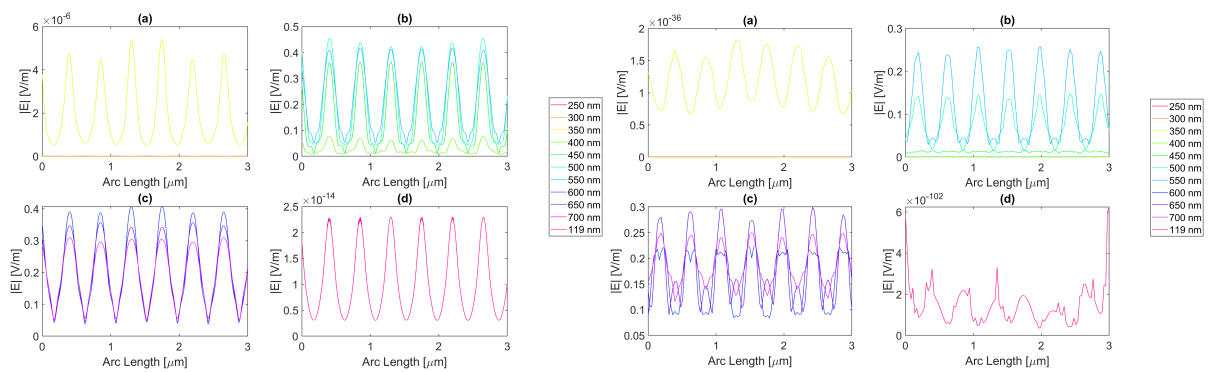 (a)
×10^-6
6
4
2
0
|E| [V/m]
0 1 2 3
Arc Length [μm]
(b)
0.5
0.4
0.3
0.2
0.1
0
|E| [V/m]
0 1 2 3
Arc Length [μm]
(c)
0.4
0.3
0.2
0.1
0
|E| [V/m]
0 1 2 3
Arc Length [μm]
(d)
×10^-14
2.5
2
1.5
1
0.5
0
|E| [V/m]
0 1 2 3
Arc Length [μm]
250 nm
300 nm
350 nm
400 nm
450 nm
500 nm
550 nm
600 nm
650 nm
700 nm
119 nm
(a)
×10^-36
2
1.5
1
0.5
0
|E| [V/m]
0 1 2 3
Arc Length [μm]
(b)
0.3
0.2
0.1
0
|E| [V/m]
0 1 2 3
Arc Length [μm]
(c)
0.3
0.25
0.2
0.15
0.1
0.05
|E| [V/m]
0 1 2 3
Arc Length [μm]
(d)
×10^-102
6
4
2
0
|E| [V/m]
0 1 2 3
Arc Length [μm]
250 nm
300 nm
350 nm
400 nm
450 nm
500 nm
550 nm
600 nm
650 nm
700 nm
119 nm